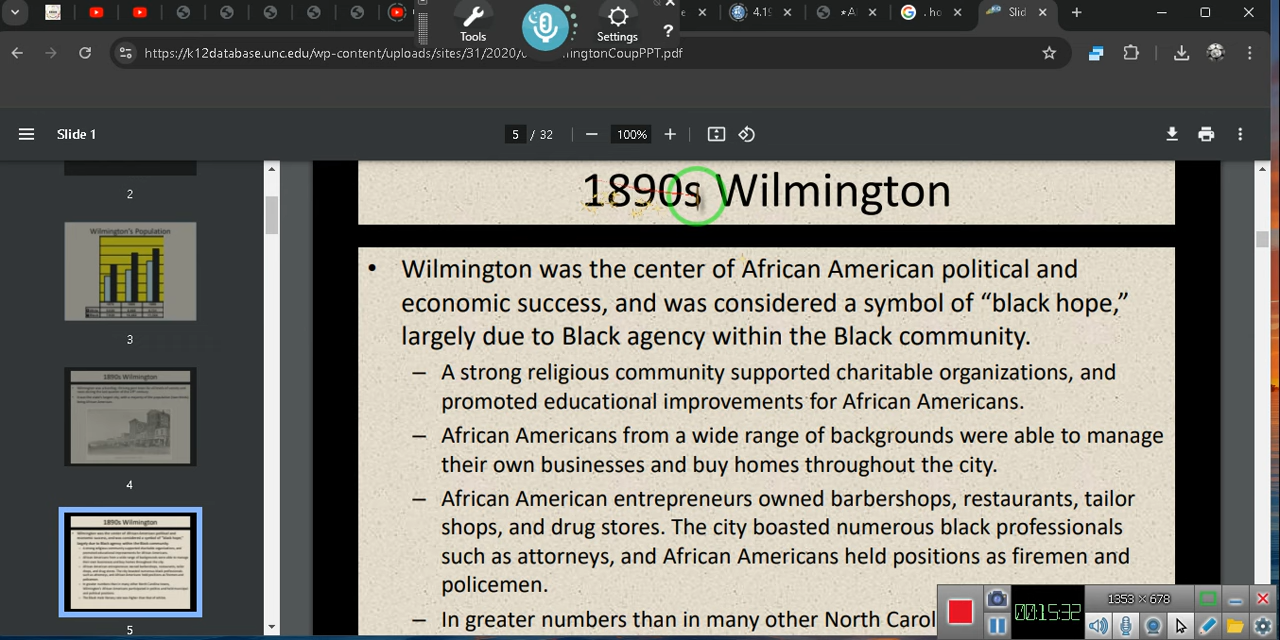 4.19
*A
. ho
Slid
Tools
Settings
?
https://k12database.unc.edu/wp-content/uploads/sites/31/2020/
ingtonCoupPPT.pdf
Slide 1
5 / 32
100%
2
Wilmington's Population
3
1890s Wilmington
4
1890s Wilmington
5
1890s Wilmington
• Wilmington was the center of African American political and
economic success, and was considered a symbol of “black hope,”
largely due to Black agency within the Black community.
– A strong religious community supported charitable organizations, and
promoted educational improvements for African Americans.
– African Americans from a wide range of backgrounds were able to manage
their own businesses and buy homes throughout the city.
– African American entrepreneurs owned barbershops, restaurants, tailor
shops, and drug stores. The city boasted numerous black professionals
such as attorneys, and African Americans held positions as firemen and
policemen.
– In greater numbers than in many other North Carol
00:15:32
1353 × 678